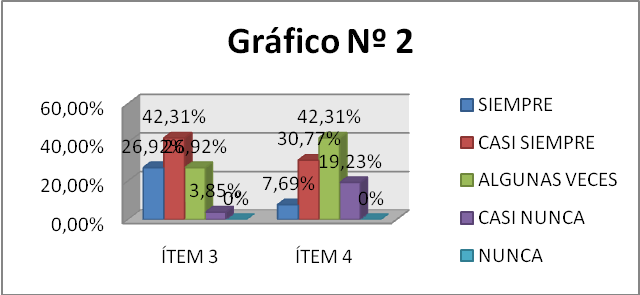 Gráfico Nº 2
60,00%
40,00%
20,00%
0,00%
26,92%
42,31%
26,92%
3,85%
0%
7,69%
30,77%
42,31%
19,23%
0%
ÍTEM 3
ÍTEM 4
SIEMPRE
CASI SIEMPRE
ALGUNAS VECES
CASI NUNCA
NUNCA